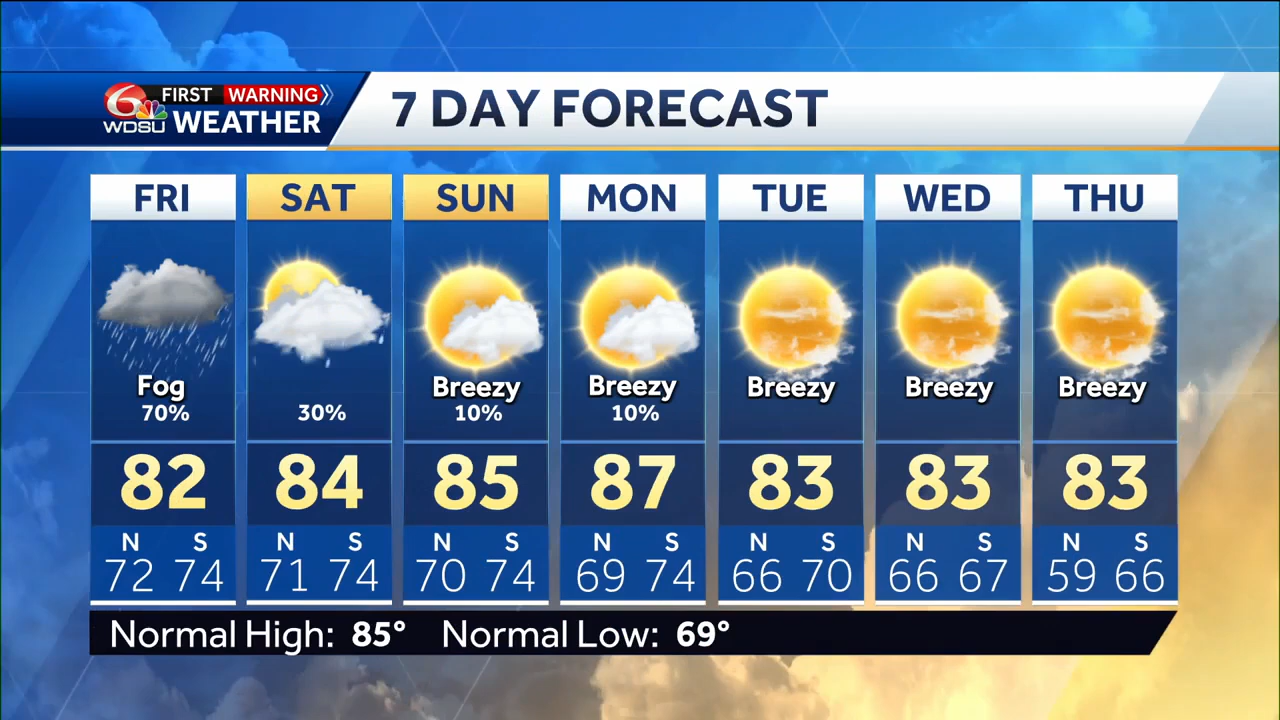 6 WDSU FIRST WARNING WEATHER
7 DAY FORECAST
FRI SAT SUN MON TUE WED THU
Fog Breezy Breezy Breezy Breezy Breezy
70% 30% 10% 10%
82 84 85 87 83 83 83
N S N S N S N S N S N S N S
72 74 71 74 70 74 69 74 66 70 66 67 59 66
Normal High: 85° Normal Low: 69°